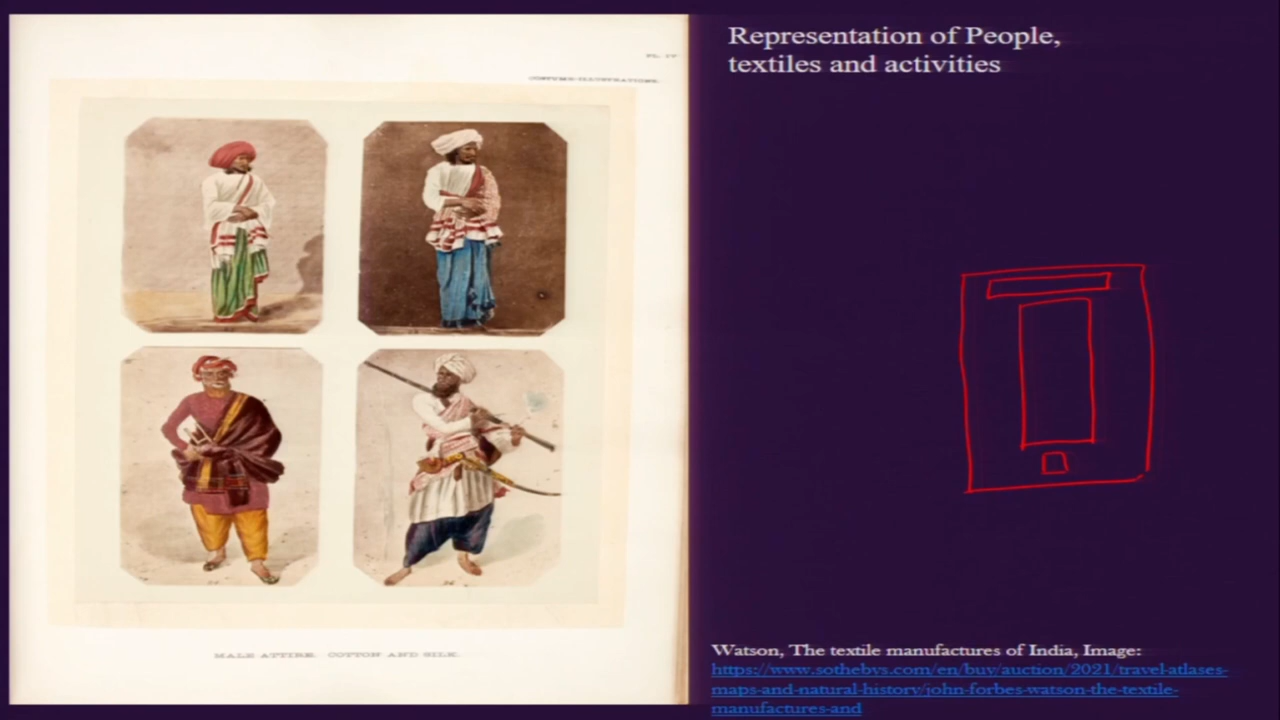 COSTUME ILLUSTRATIONS.
MALE ATTIRE. COTTON AND SILK.
Representation of People,
textiles and activities
Watson, The textile manufactures of India, Image:
https://www.sothebys.com/en/buy/auction/2021/travel-atlases-
maps-and-natural-history/john-forbes-watson-the-textile-
manufactures-and